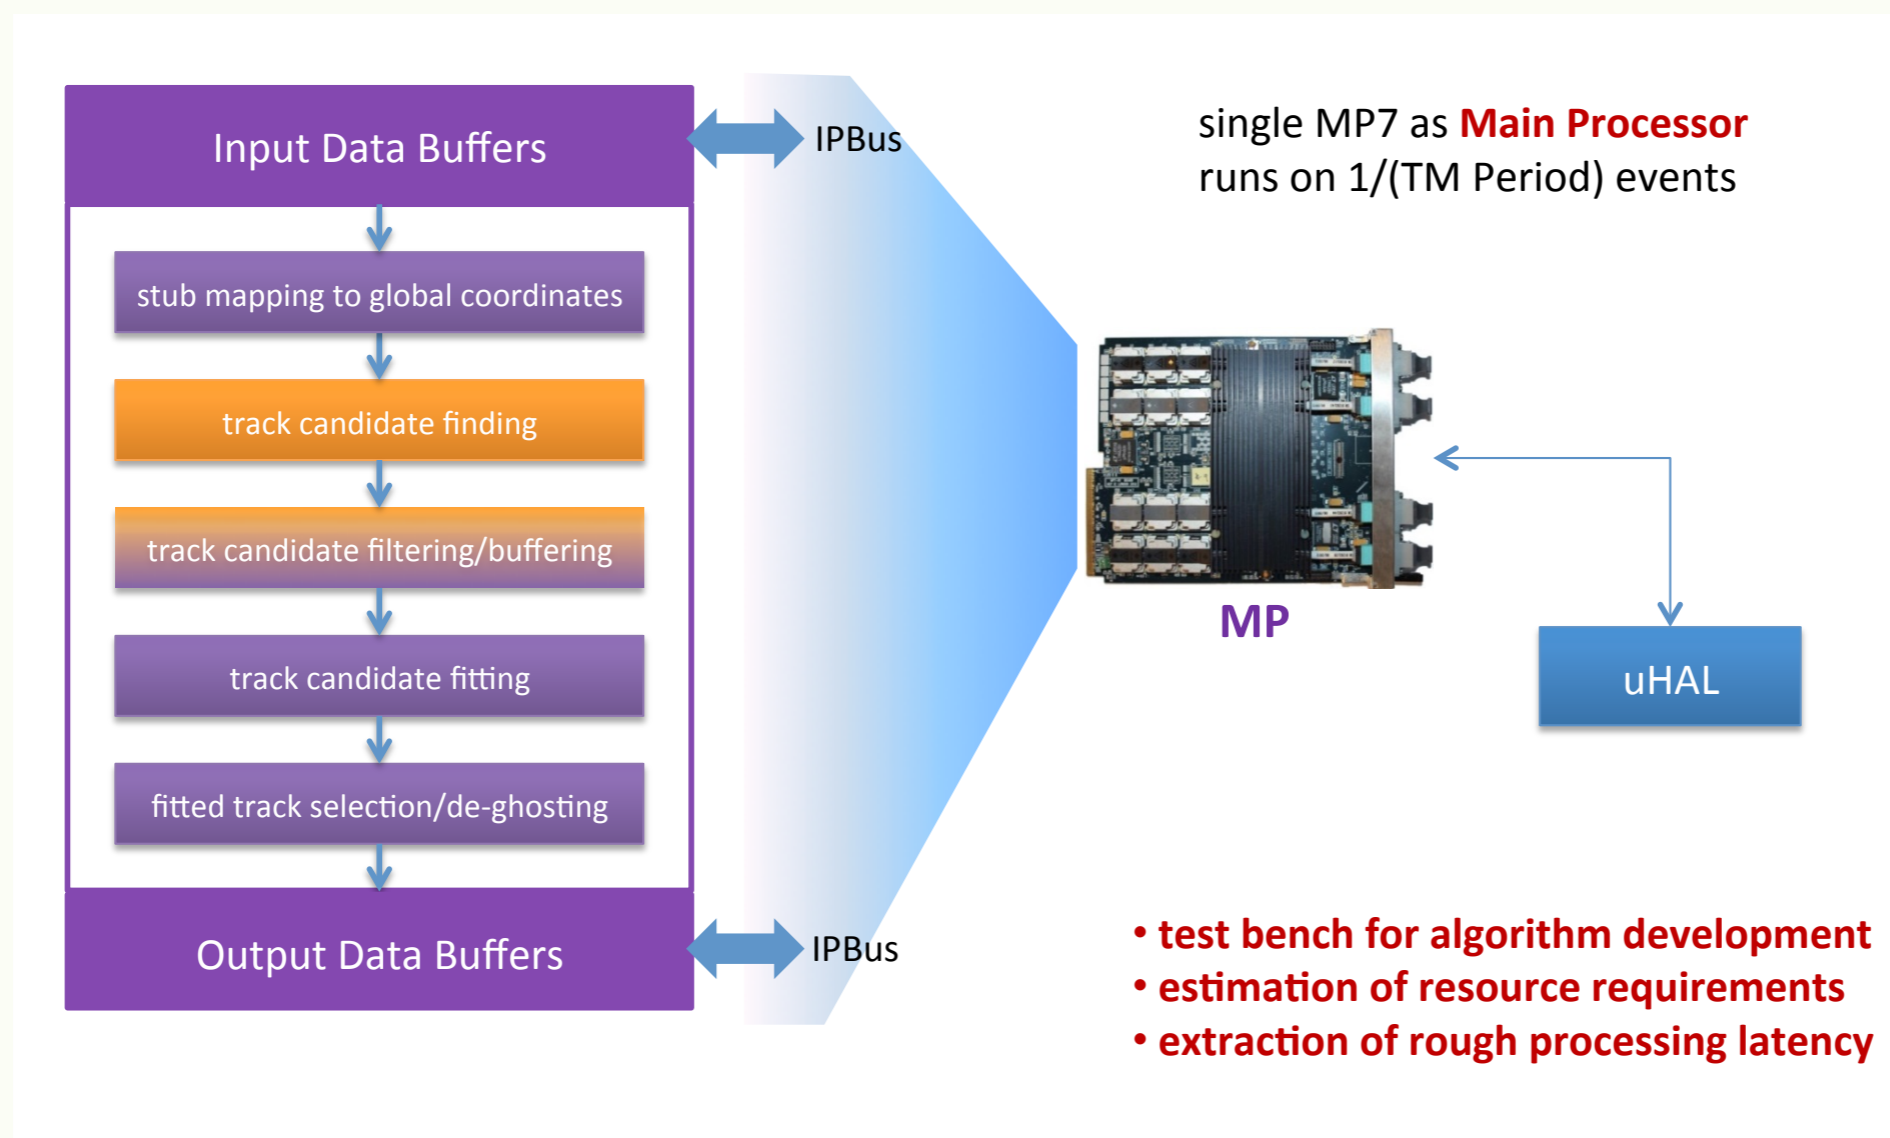 Input Data Buffers
IPBus
stub mapping to global coordinates
track candidate finding
track candidate filtering/buffering
track candidate fitting
fitted track selection/de-ghosting
Output Data Buffers
IPBus
single MP7 as Main Processor
runs on 1/(TM Period) events
MP
uHAL
• test bench for algorithm development
• estimation of resource requirements
• extraction of rough processing latency